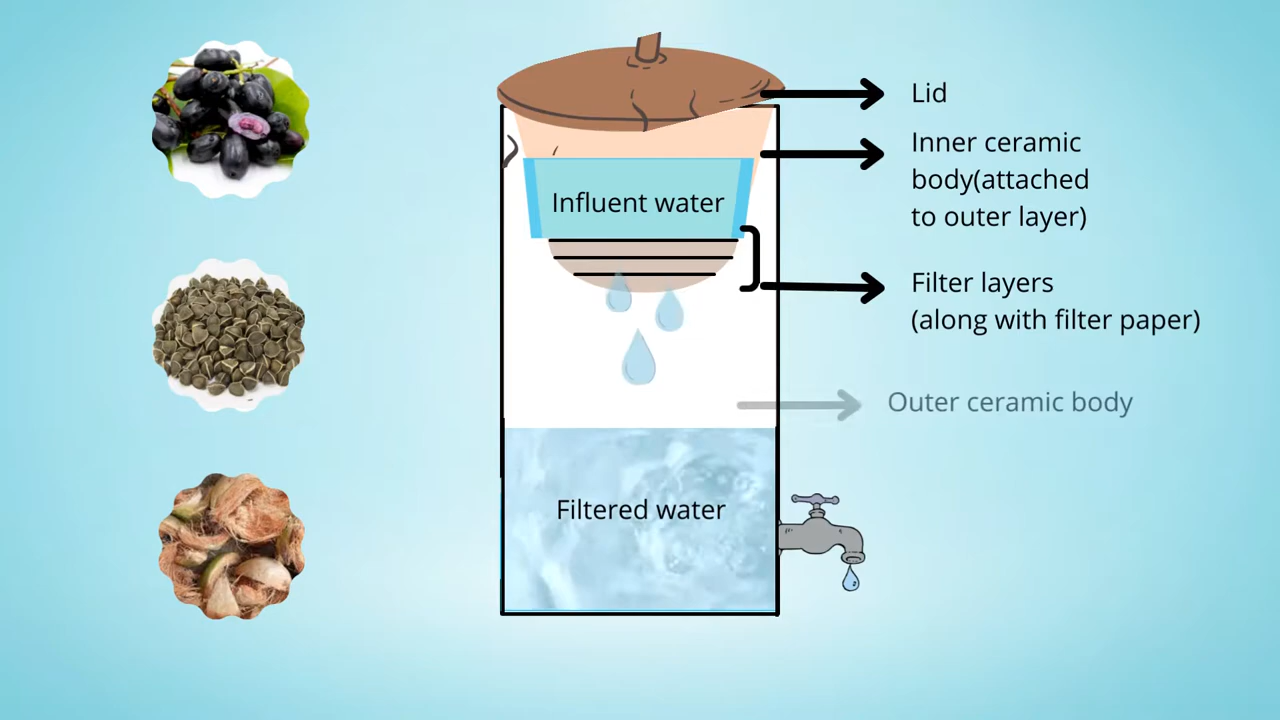 Lid
Inner ceramic
body(attached
to outer layer)
Influent water
Filter layers
(along with filter paper)
Outer ceramic body
Filtered water